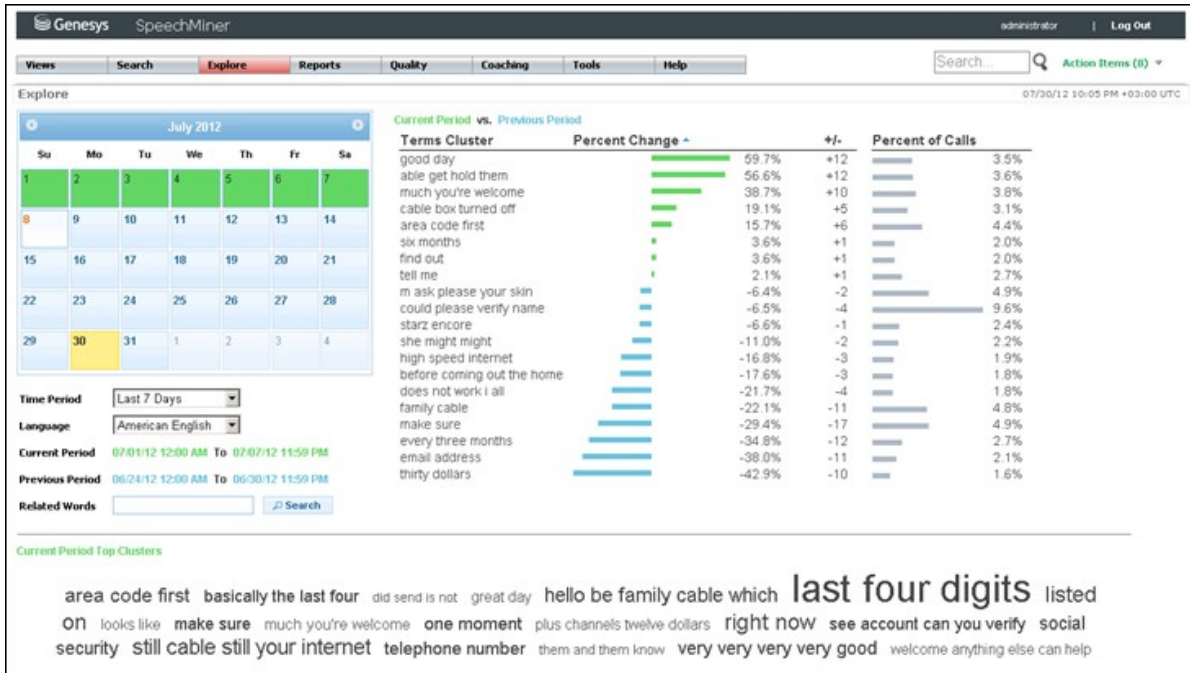 Genesys SpeechMiner administrator | Log Out
Views Search Explore Reports Quality Coaching Tools Help Search... Action Items (0)
Explore 07/30/12 10:05 PM +03:00 UTC
July 2012
Su Mo Tu We Th Fr Sa
1 2 3 4 5 6 7
8 9 10 11 12 13 14
15 16 17 18 19 20 21
22 23 24 25 26 27 28
29 30 31 1 2 3 4
Time Period Last 7 Days
Language American English
Current Period 07/01/12 12:00 AM To 07/07/12 11:59 PM
Previous Period 06/24/12 12:00 AM To 06/30/12 11:59 PM
Related Words Search
Current Period vs. Previous Period
Terms Cluster Percent Change +/- Percent of Calls
good day 59.7% +12 3.5%
able get hold them 56.6% +12 3.6%
much you're welcome 38.7% +10 3.8%
cable box turned off 19.1% +5 3.1%
area code first 15.7% +6 4.4%
six months 3.6% +1 2.0%
find out 3.6% +1 2.0%
tell me 2.1% +1 2.7%
m ask please your skin -6.4% -2 4.9%
could please verify name -6.5% -4 9.6%
starz encore -6.6% -1 2.4%
she might might -11.0% -2 2.2%
high speed internet -16.8% -3 1.9%
before coming out the home -17.6% -3 1.8%
does not work i all -21.7% -4 1.8%
family cable -22.1% -11 4.8%
make sure -29.4% -17 4.9%
every three months -34.8% -12 2.7%
email address -38.0% -11 2.1%
thirty dollars -42.9% -10 1.6%
Current Period Top Clusters
area code first basically the last four did send is not great day hello be family cable which last four digits listed
on looks like make sure much you're welcome one moment plus channels twelve dollars right now see account can you verify social
security still cable still your internet telephone number them and them know very very very very good welcome anything else can help